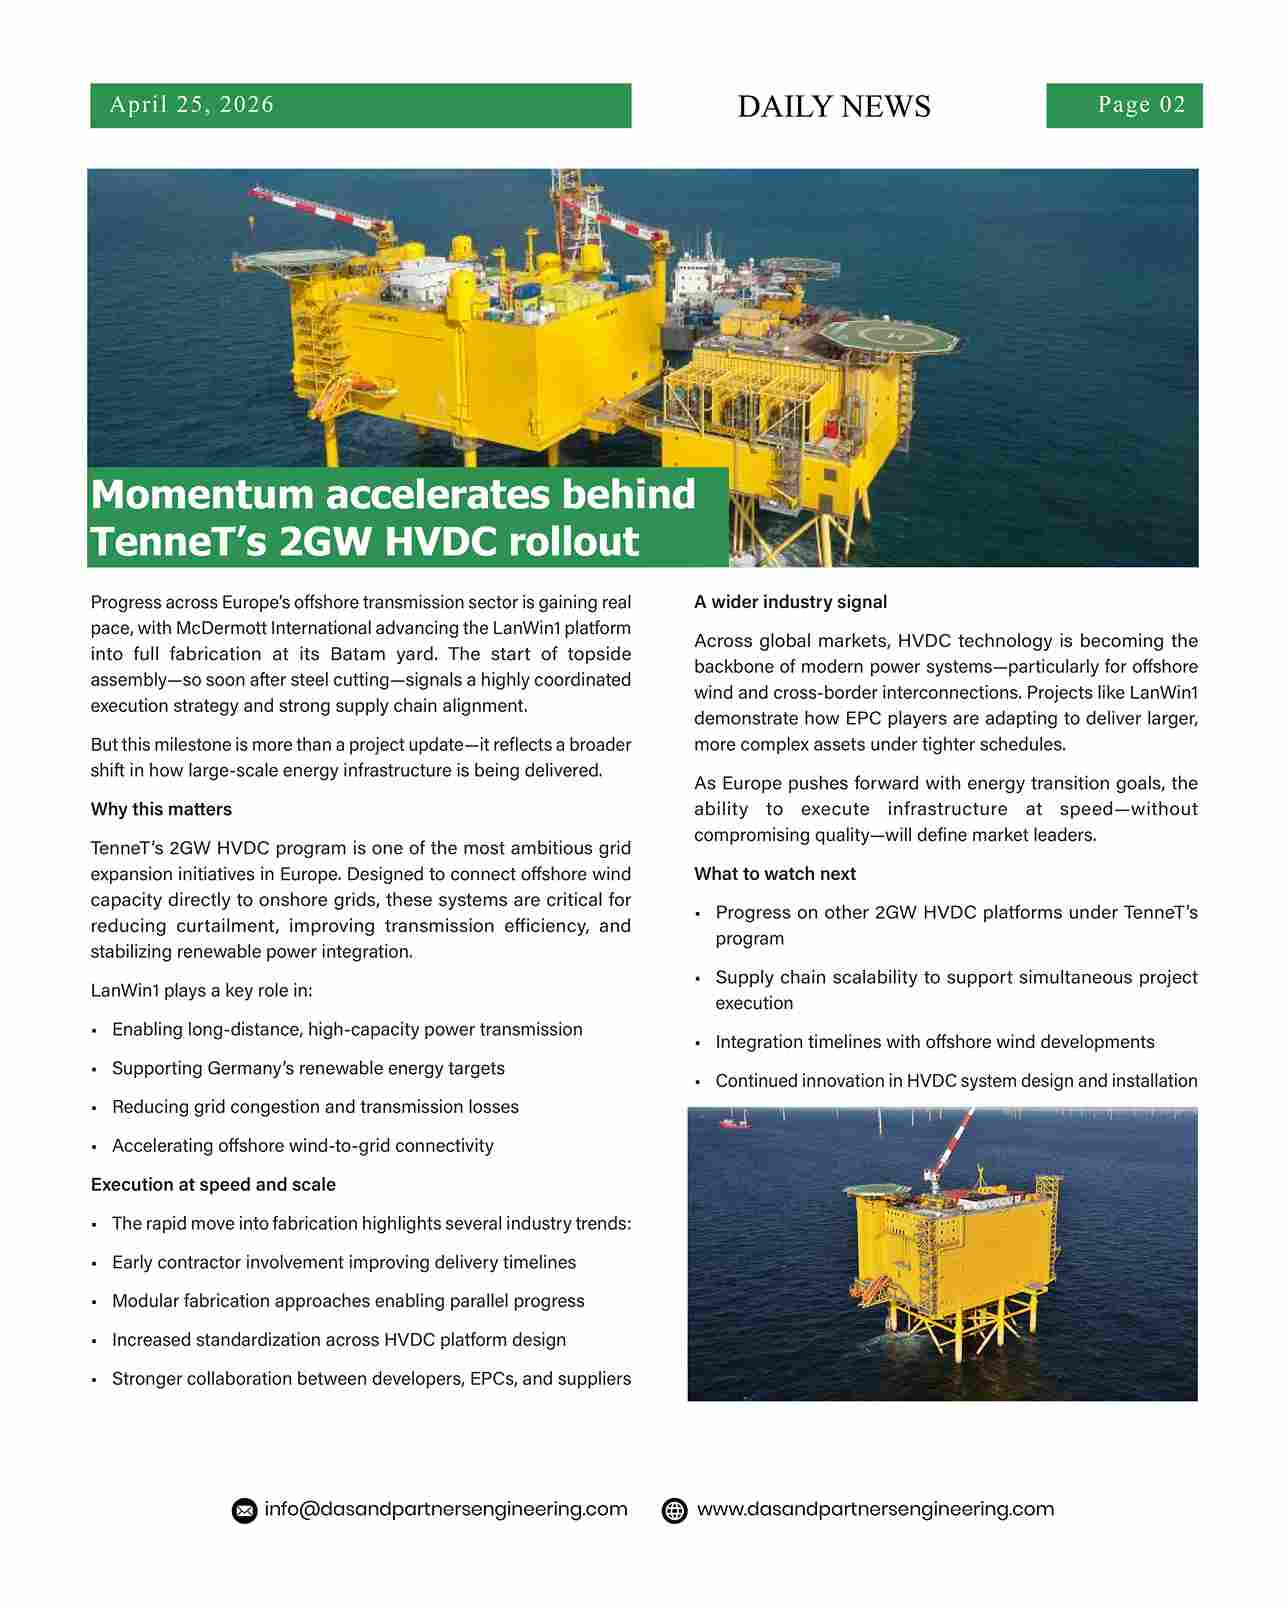 April 25, 2026
DAILY NEWS
Page 02
Momentum accelerates behind
TenneT’s 2GW HVDC rollout
Progress across Europe’s offshore transmission sector is gaining real
pace, with McDermott International advancing the LanWin1 platform
into full fabrication at its Batam yard. The start of topside
assembly—so soon after steel cutting—signals a highly coordinated
execution strategy and strong supply chain alignment.
But this milestone is more than a project update—it reflects a broader
shift in how large-scale energy infrastructure is being delivered.
Why this matters
TenneT’s 2GW HVDC program is one of the most ambitious grid
expansion initiatives in Europe. Designed to connect offshore wind
capacity directly to onshore grids, these systems are critical for
reducing curtailment, improving transmission efficiency, and
stabilizing renewable power integration.
LanWin1 plays a key role in:
• Enabling long-distance, high-capacity power transmission
• Supporting Germany’s renewable energy targets
• Reducing grid congestion and transmission losses
• Accelerating offshore wind-to-grid connectivity
Execution at speed and scale
• The rapid move into fabrication highlights several industry trends:
• Early contractor involvement improving delivery timelines
• Modular fabrication approaches enabling parallel progress
• Increased standardization across HVDC platform design
• Stronger collaboration between developers, EPCs, and suppliers
A wider industry signal
Across global markets, HVDC technology is becoming the
backbone of modern power systems—particularly for offshore
wind and cross-border interconnections. Projects like LanWin1
demonstrate how EPC players are adapting to deliver larger,
more complex assets under tighter schedules.
As Europe pushes forward with energy transition goals, the
ability to execute infrastructure at speed—without
compromising quality—will define market leaders.
What to watch next
• Progress on other 2GW HVDC platforms under TenneT’s
program
• Supply chain scalability to support simultaneous project
execution
• Integration timelines with offshore wind developments
• Continued innovation in HVDC system design and installation
info@dasandpartnersengineering.com
www.dasandpartnersengineering.com